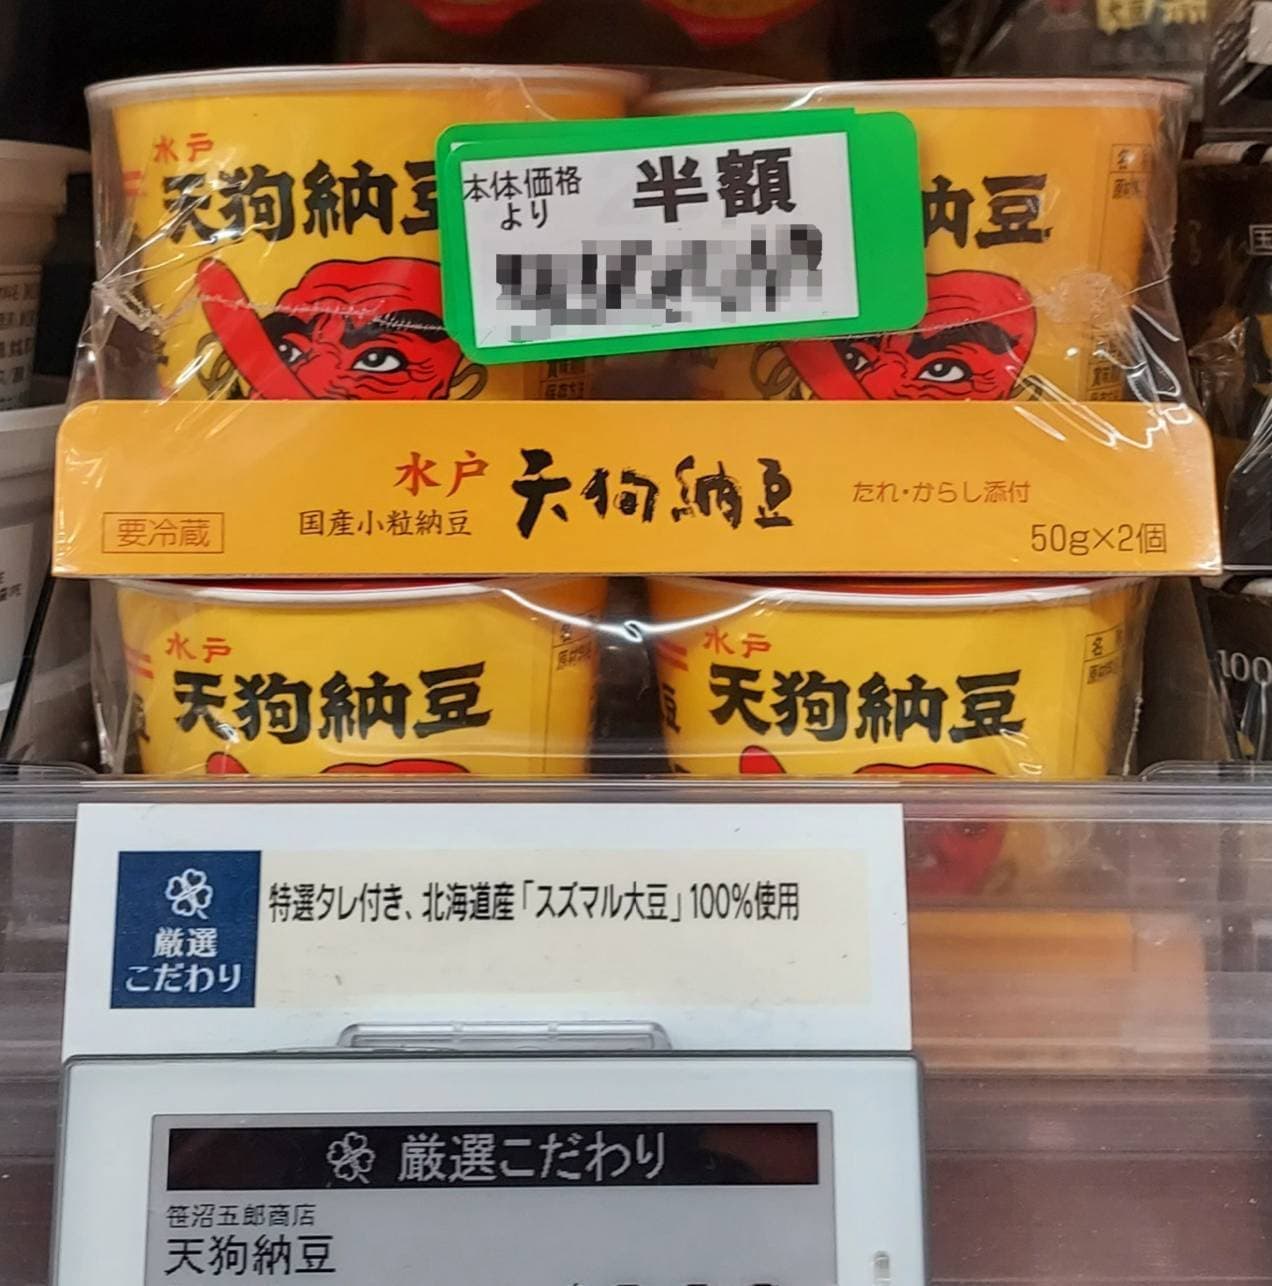 水戸
天狗納豆
本体価格
より
半額
納豆
水戸 天狗納豆
国産小粒納豆
たれ・からし添付
要冷蔵
50g×2個
水戸
天狗納豆
水戸
天狗納豆
100
厳選
こだわり
特選タレ付き、北海道産「スズマル大豆」100%使用
厳選こだわり
笹沼五郎商店
天狗納豆